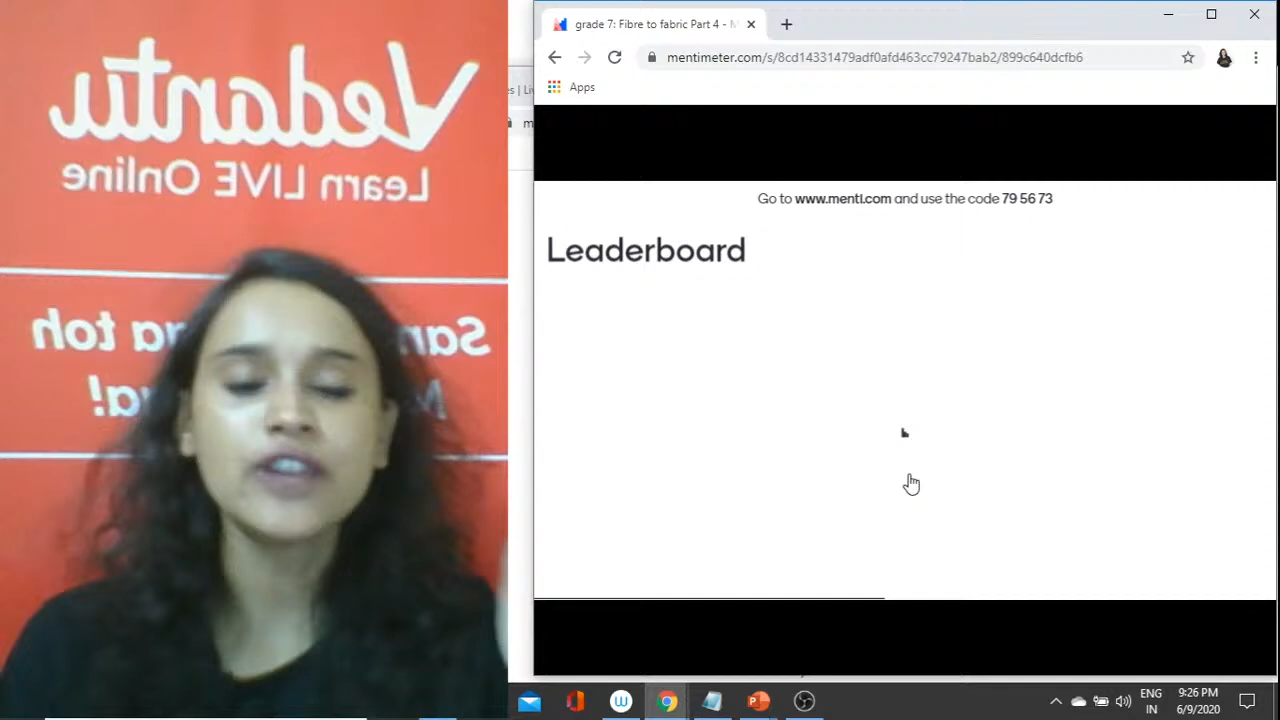 Vedantu
Learn LIVE Online
toh
grade 7: Fibre to fabric Part 4 - M
mentimeter.com/s/8cd14331479adf0afd463cc79247bab2/899c640dcfb6
Apps
Go to www.menti.com and use the code 79 56 73
Leaderboard
ENG
IN
9:26 PM
6/9/2020